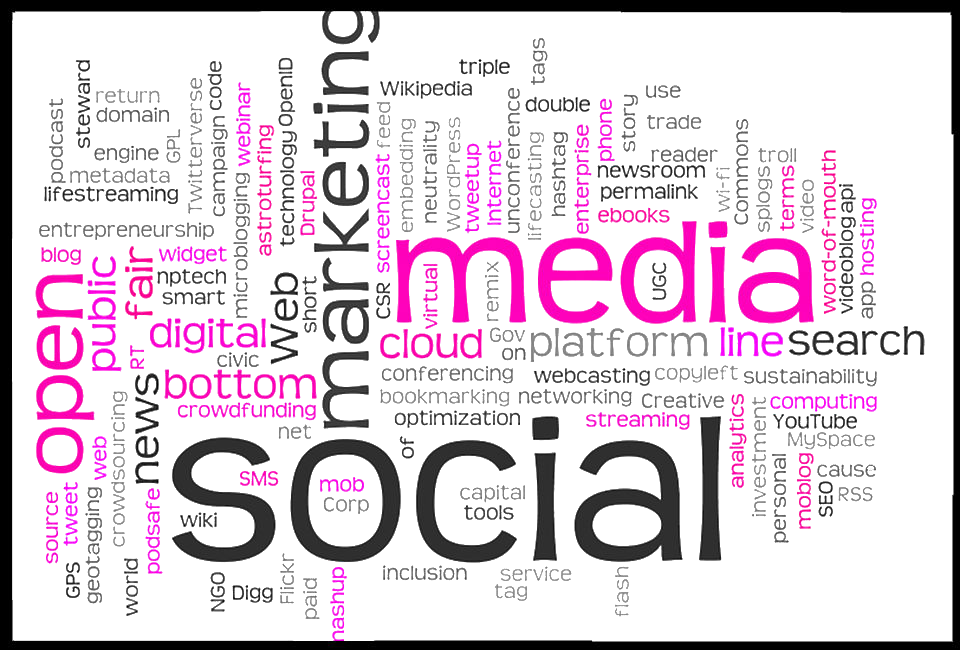 tags
triple
Wikipedia
steward
return
domain
podcast
engine
GPL
metadata
lifestreaming
Twitterverse
campaign
code
webinar
OpenID
technology
astroturfing
Drupal
microblogging
entrepreneurship
blog
widget
nptech
smart
marketing
feed
screencast
CSR
embedding
neutrality
WordPress
tweetup
Internet
unconference
double
lifecasting
hashtag
enterprise
phone
story
use
trade
reader
newsroom
permalink
ebooks
wi-fi
Commons
troll
splogs
terms
video
word-of-mouth
videoblog
api
app
hosting
open
public
fair
RT
digital
civic
Web
short
media
virtual
remix
UGC
cloud
Gov
on
platform
line
search
bottom
crowdfunding
net
news
crowdsourcing
conferencing
webcasting
copyleft
sustainability
bookmarking
networking
Creative
computing
optimization
streaming
analytics
investment
YouTube
MySpace
personal
moblog
cause
SEO
RSS
of
social
SMS
mob
Corp
capital
tools
wiki
source
tweet
web
geotagging
GPS
podsafe
world
NGO
Digg
Flickr
paid
mashup
inclusion
service
tag
flash